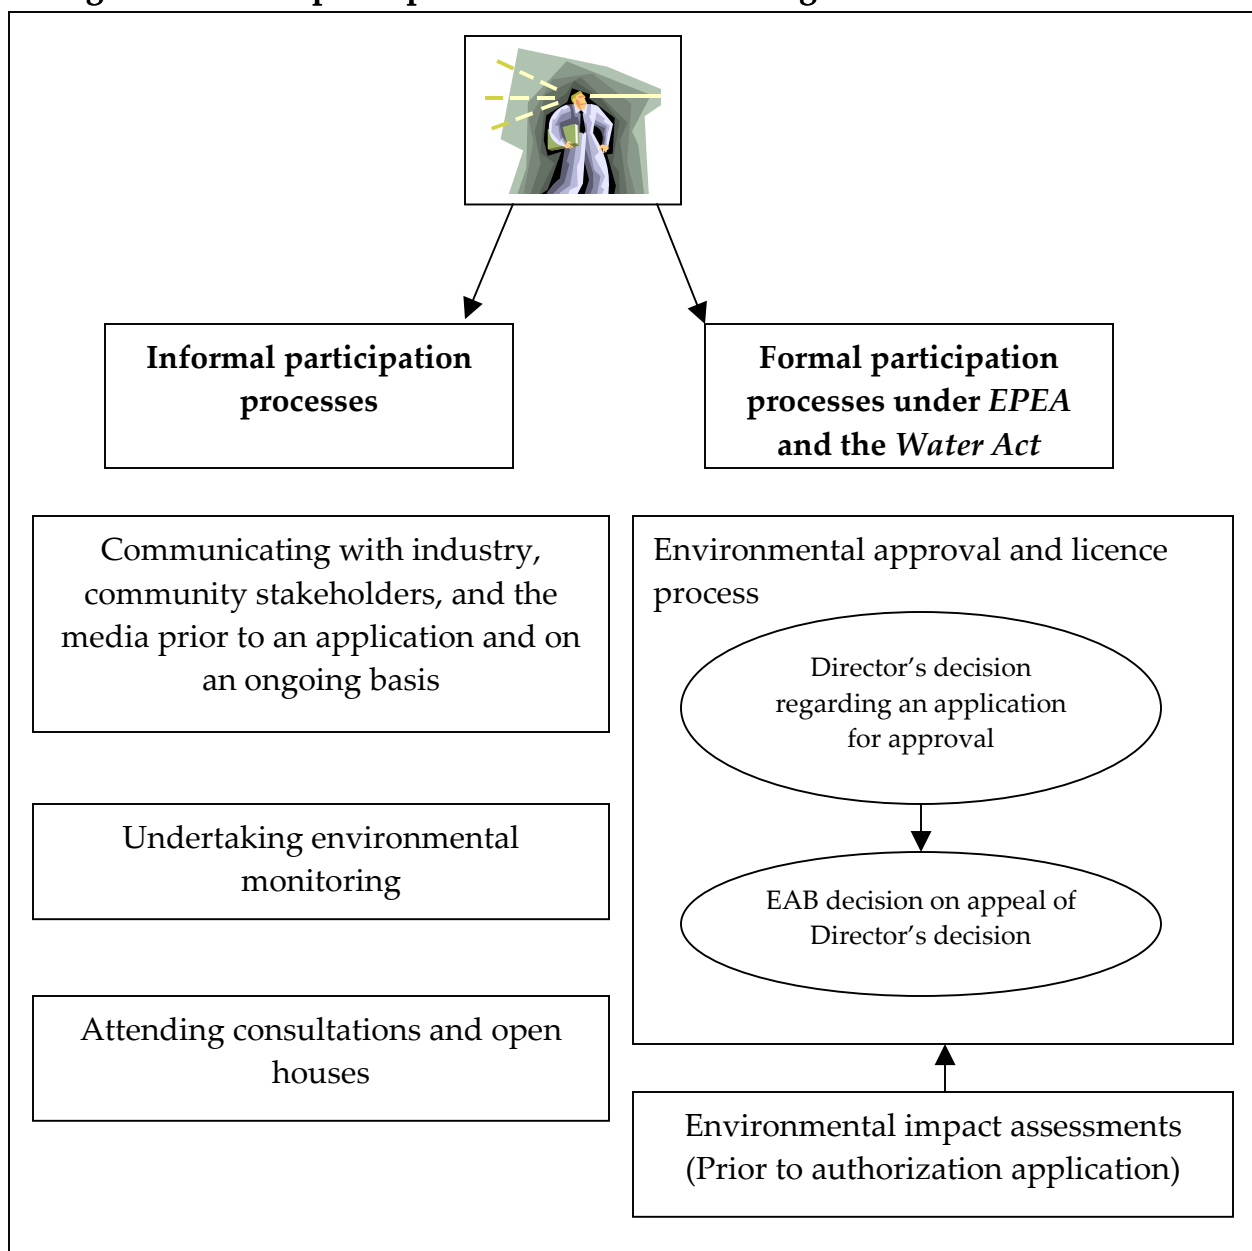 Informal participation
processes
Formal participation
processes under EPEA
and the Water Act
Communicating with industry,
community stakeholders, and the
media prior to an application and on
an ongoing basis
Undertaking environmental
monitoring
Attending consultations and open
houses
Environmental approval and licence
process
Director’s decision
regarding an application
for approval
EAB decision on appeal of
Director’s decision
Environmental impact assessments
(Prior to authorization application)